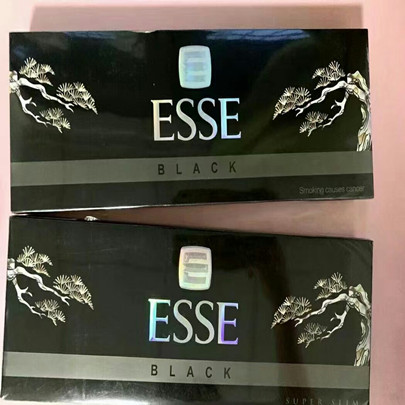 ESSE
BLACK
Smoking causes cancer
ESSE
BLACK
SUPER SLIM